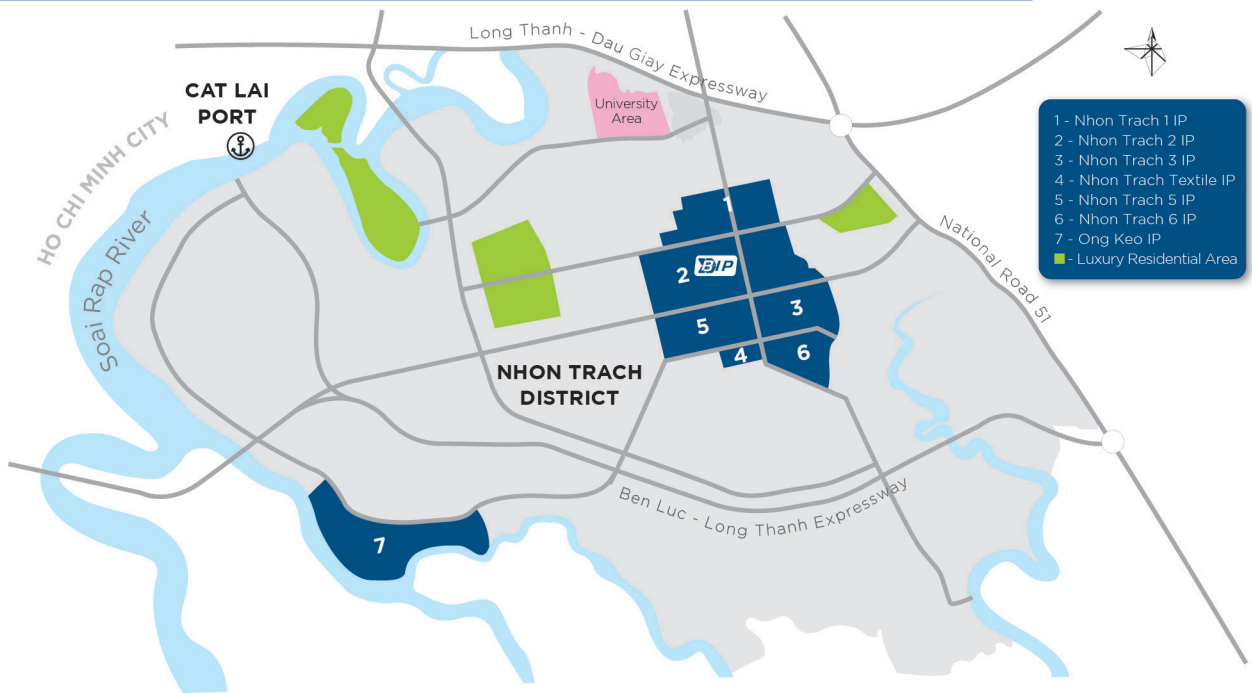 Long Thanh - Dau Giay Expressway
CAT LAI
PORT
HO CHI MINH CITY
Soai Rap River
University
Area
1 - Nhon Trach 1 IP
2 - Nhon Trach 2 IP
3 - Nhon Trach 3 IP
4 - Nhon Trach Textile IP
5 - Nhon Trach 5 IP
6 - Nhon Trach 6 IP
7 - Ong Keo IP
- Luxury Residential Area
National Road 51
1
2 BIP
3
5
4
6
NHON TRACH
DISTRICT
Ben Luc - Long Thanh Expressway
7